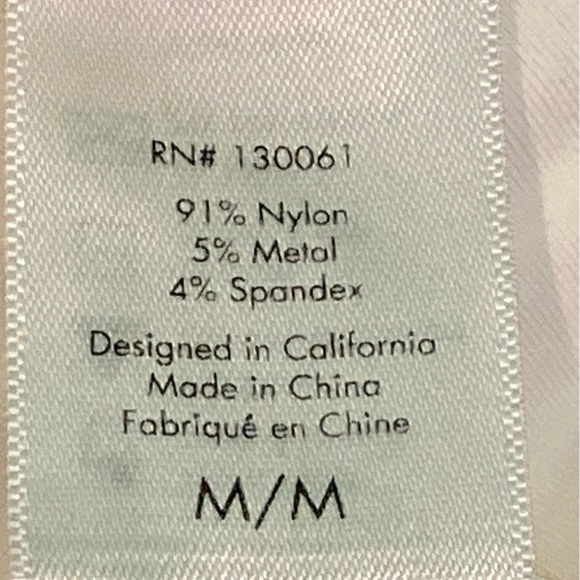 RN# 130061
91% Nylon
5% Metal
4% Spandex
Designed in California
Made in China
Fabriqué en Chine
M/M